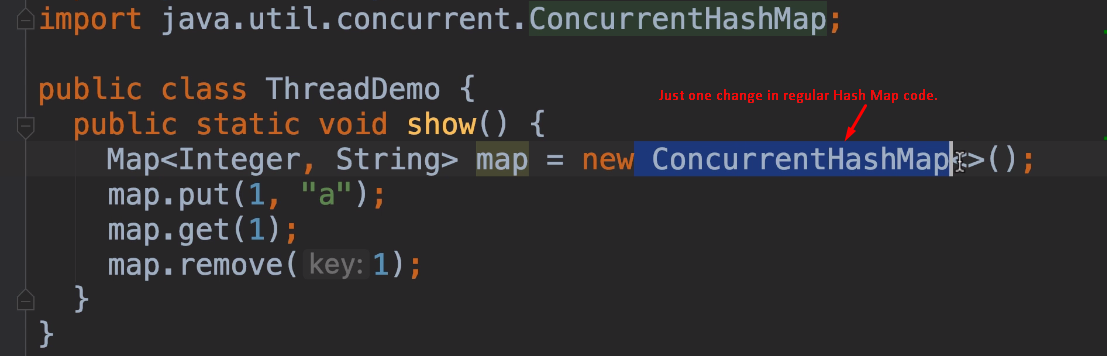 import java.util.concurrent.ConcurrentHashMap;
public class ThreadDemo {
Just one change in regular Hash Map code.
public static void show() {
Map<Integer, String> map = new ConcurrentHashMap<>();
map.put(1, "a");
map.get(1);
map.remove( key: 1);
}
}